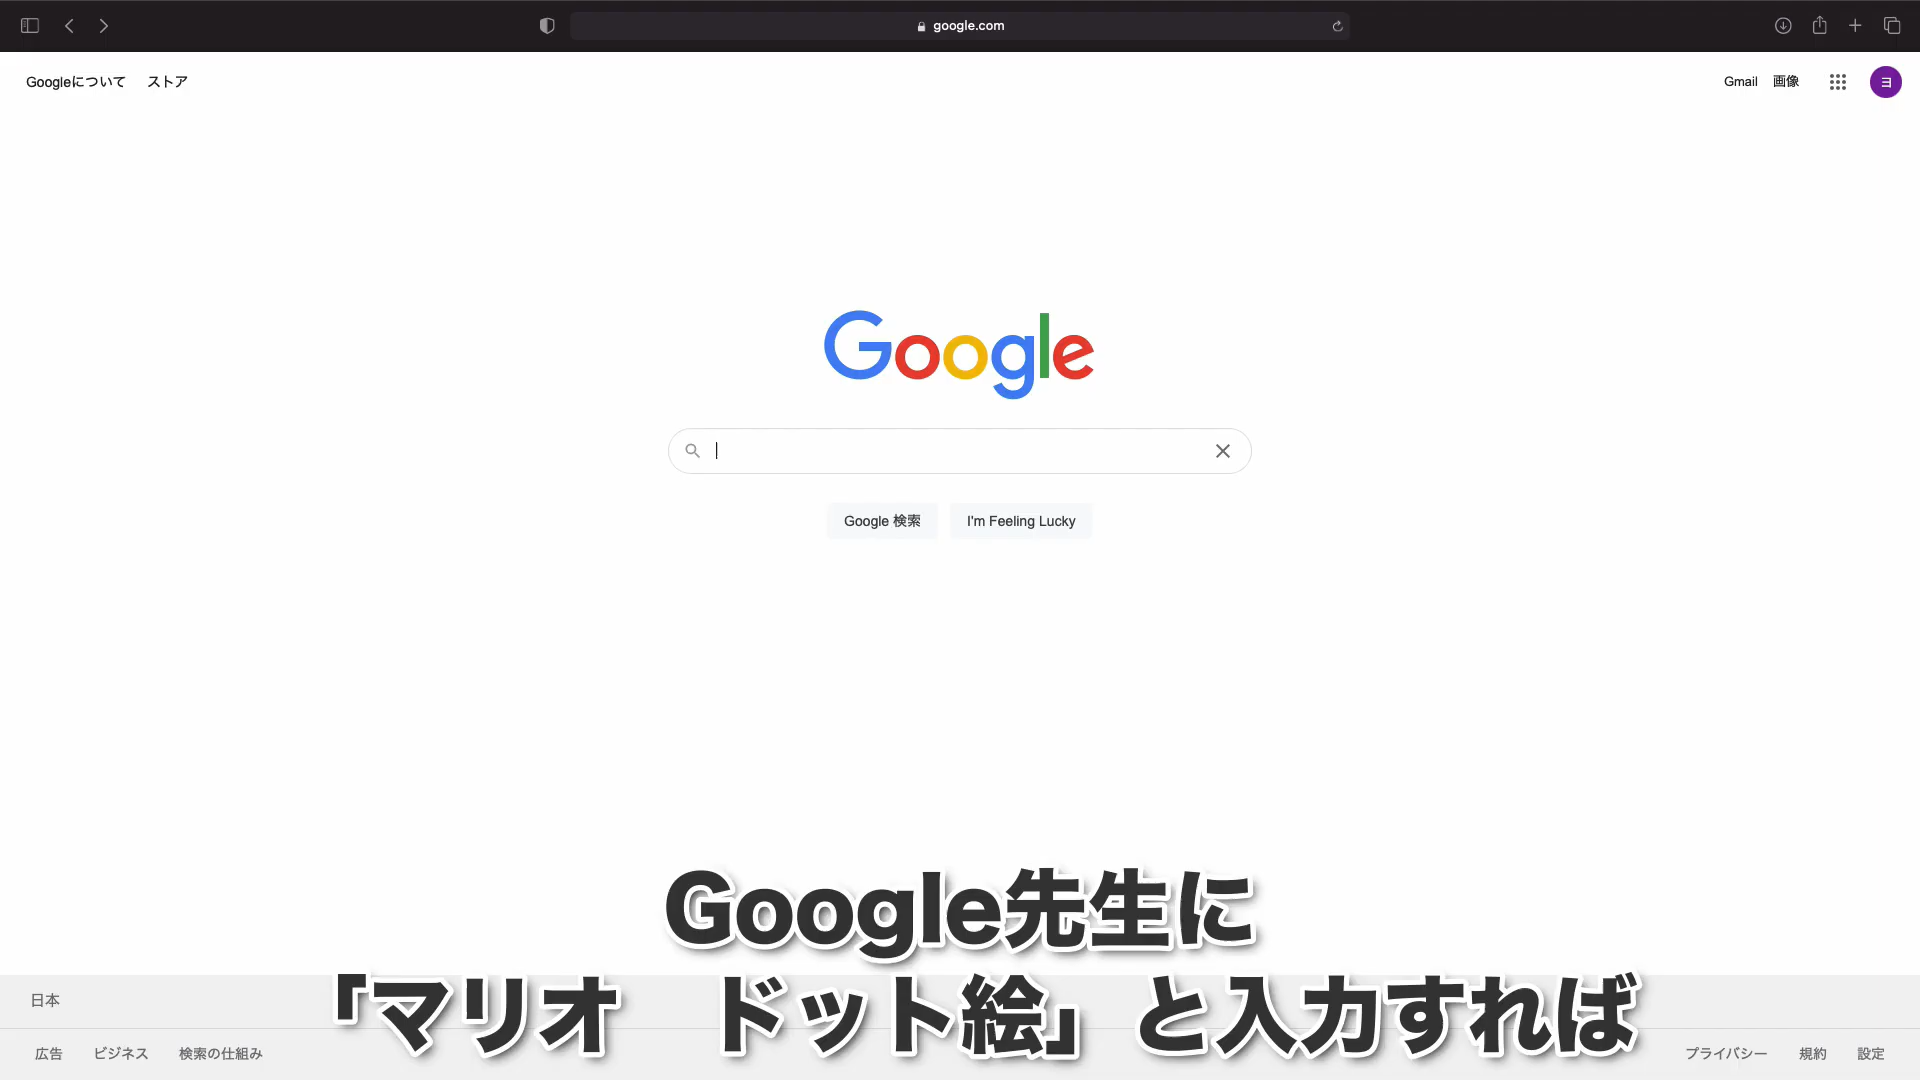 google.com
Googleについて ストア
Gmail 画像
ヨ
Google
Google 検索 I'm Feeling Lucky
Google先生に
「マリオ ドット絵」と入力すれば
日本
広告 ビジネス 検索の仕組み
プライバシー 規約 設定